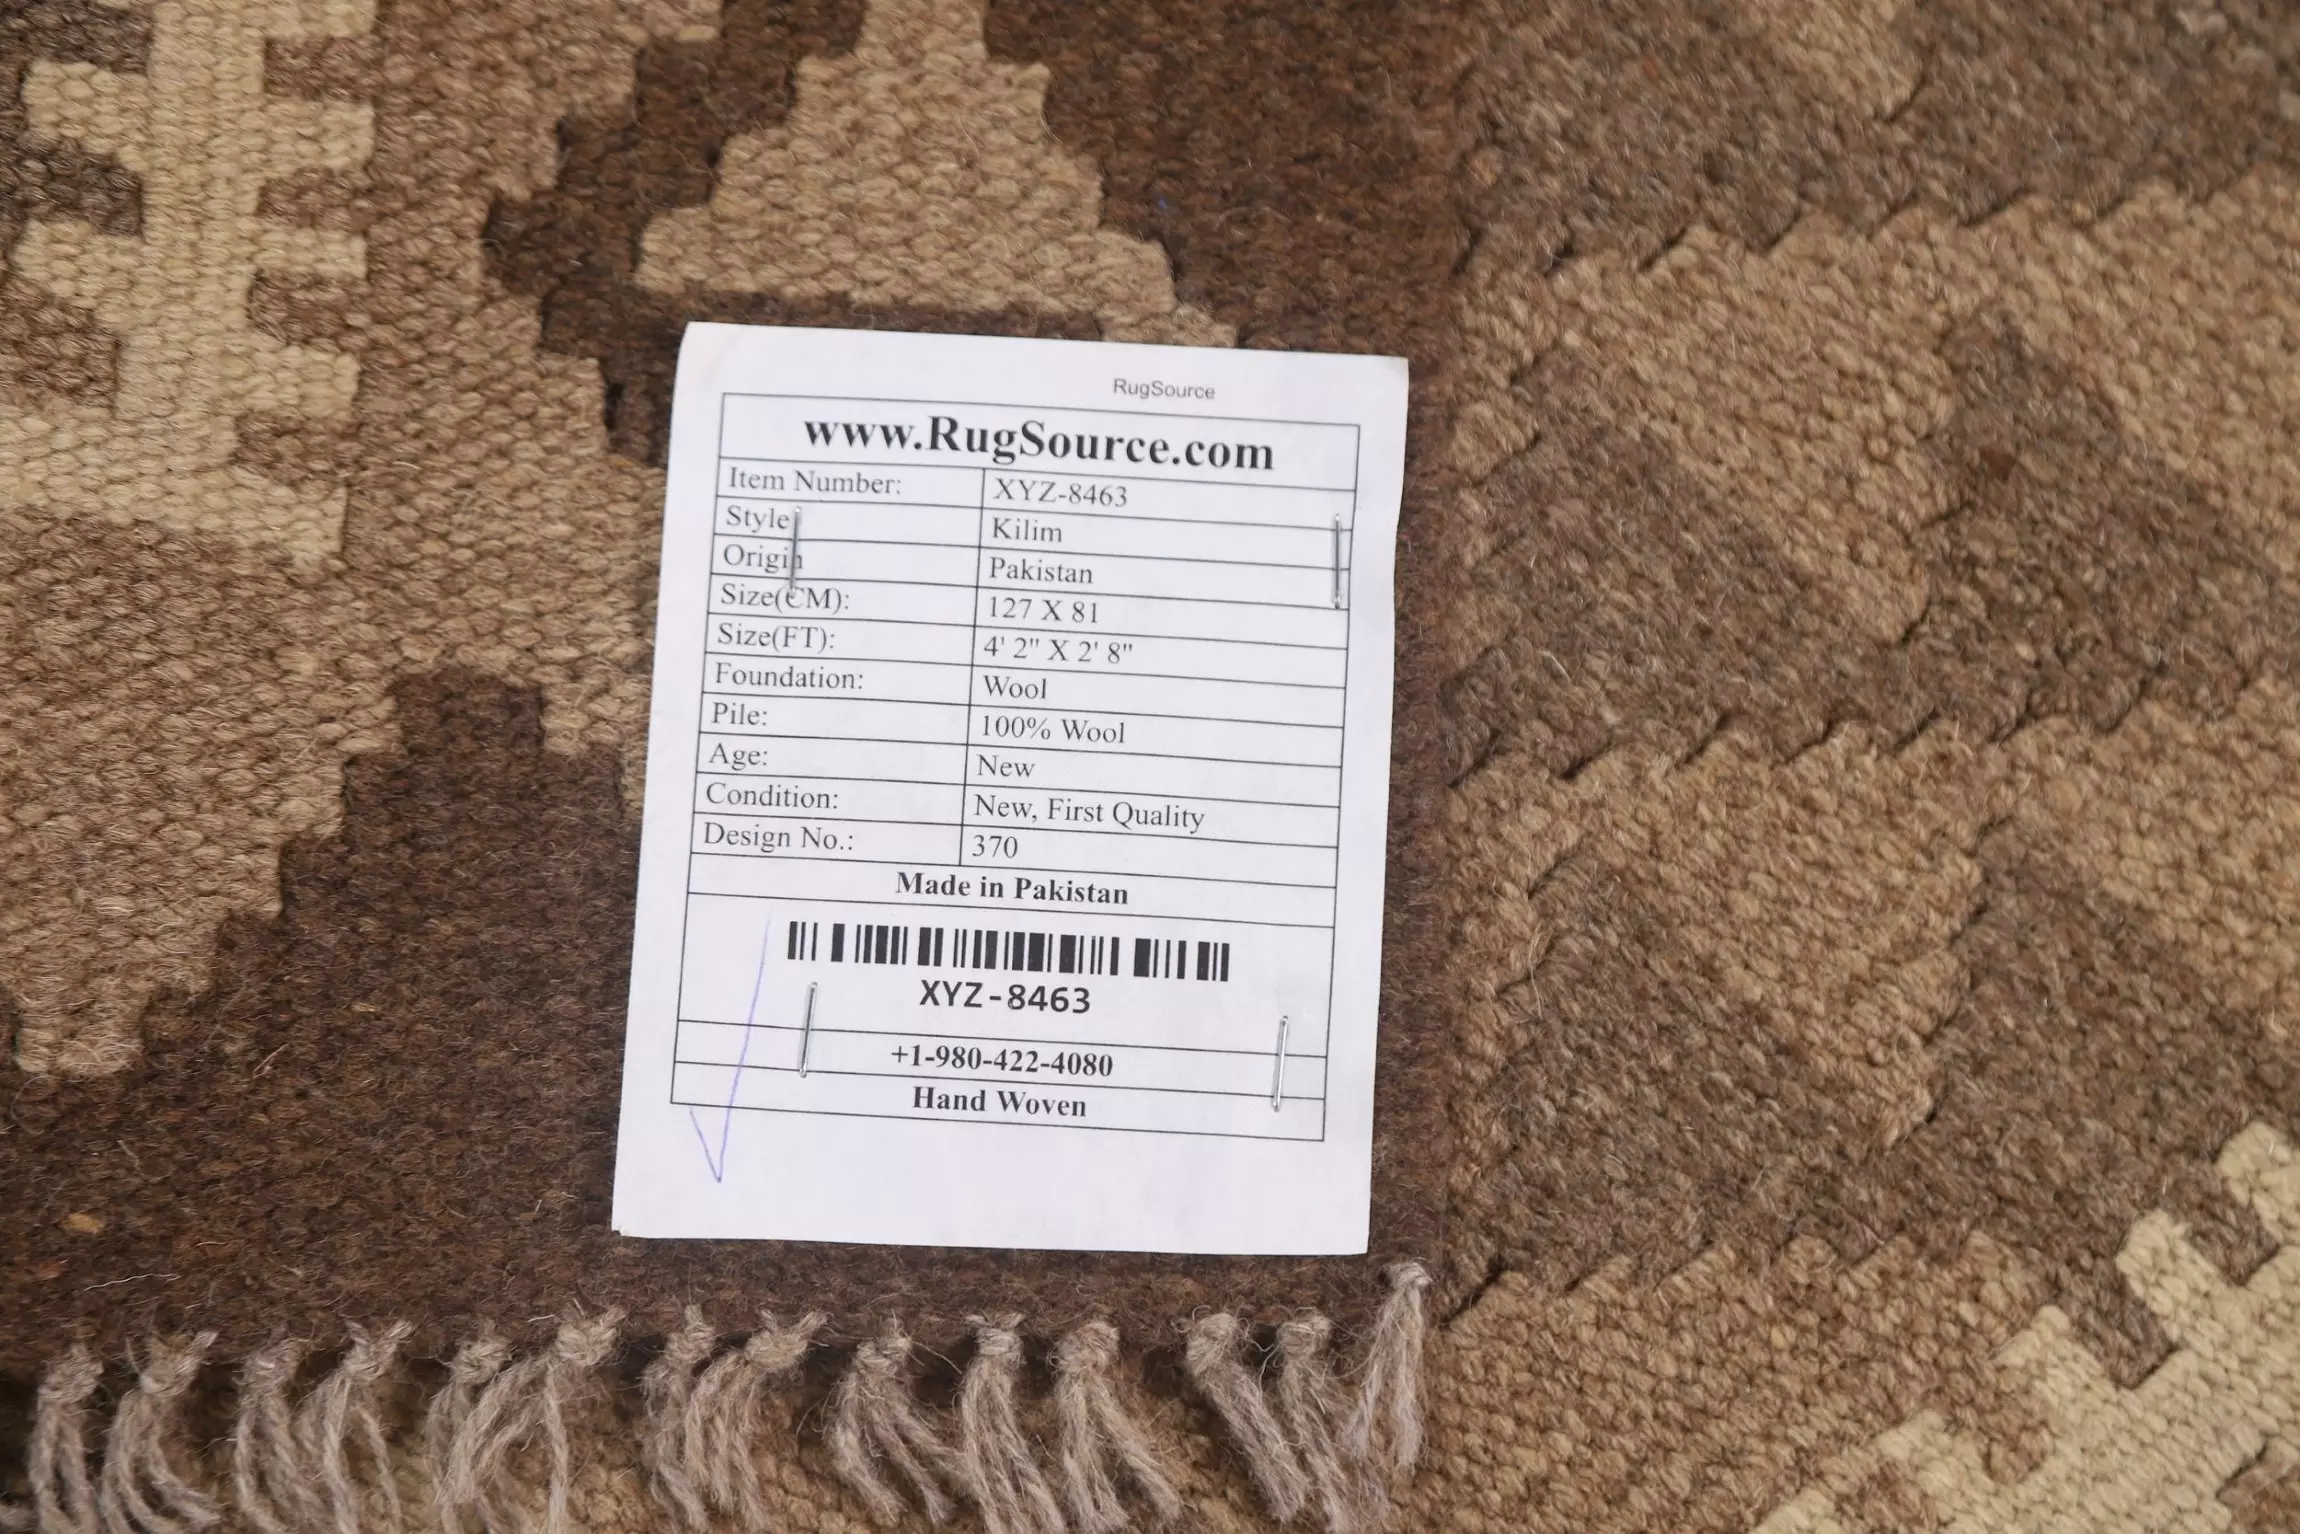 RugSource
www.RugSource.com
Item Number: XYZ-8463
Style Kilim
Origin Pakistan
Size(CM): 127 X 81
Size(FT): 4' 2" X 2' 8"
Foundation: Wool
Pile: 100% Wool
Age: New
Condition: New, First Quality
Design No.: 370
Made in Pakistan
XYZ-8463
+1-980-422-4080
Hand Woven